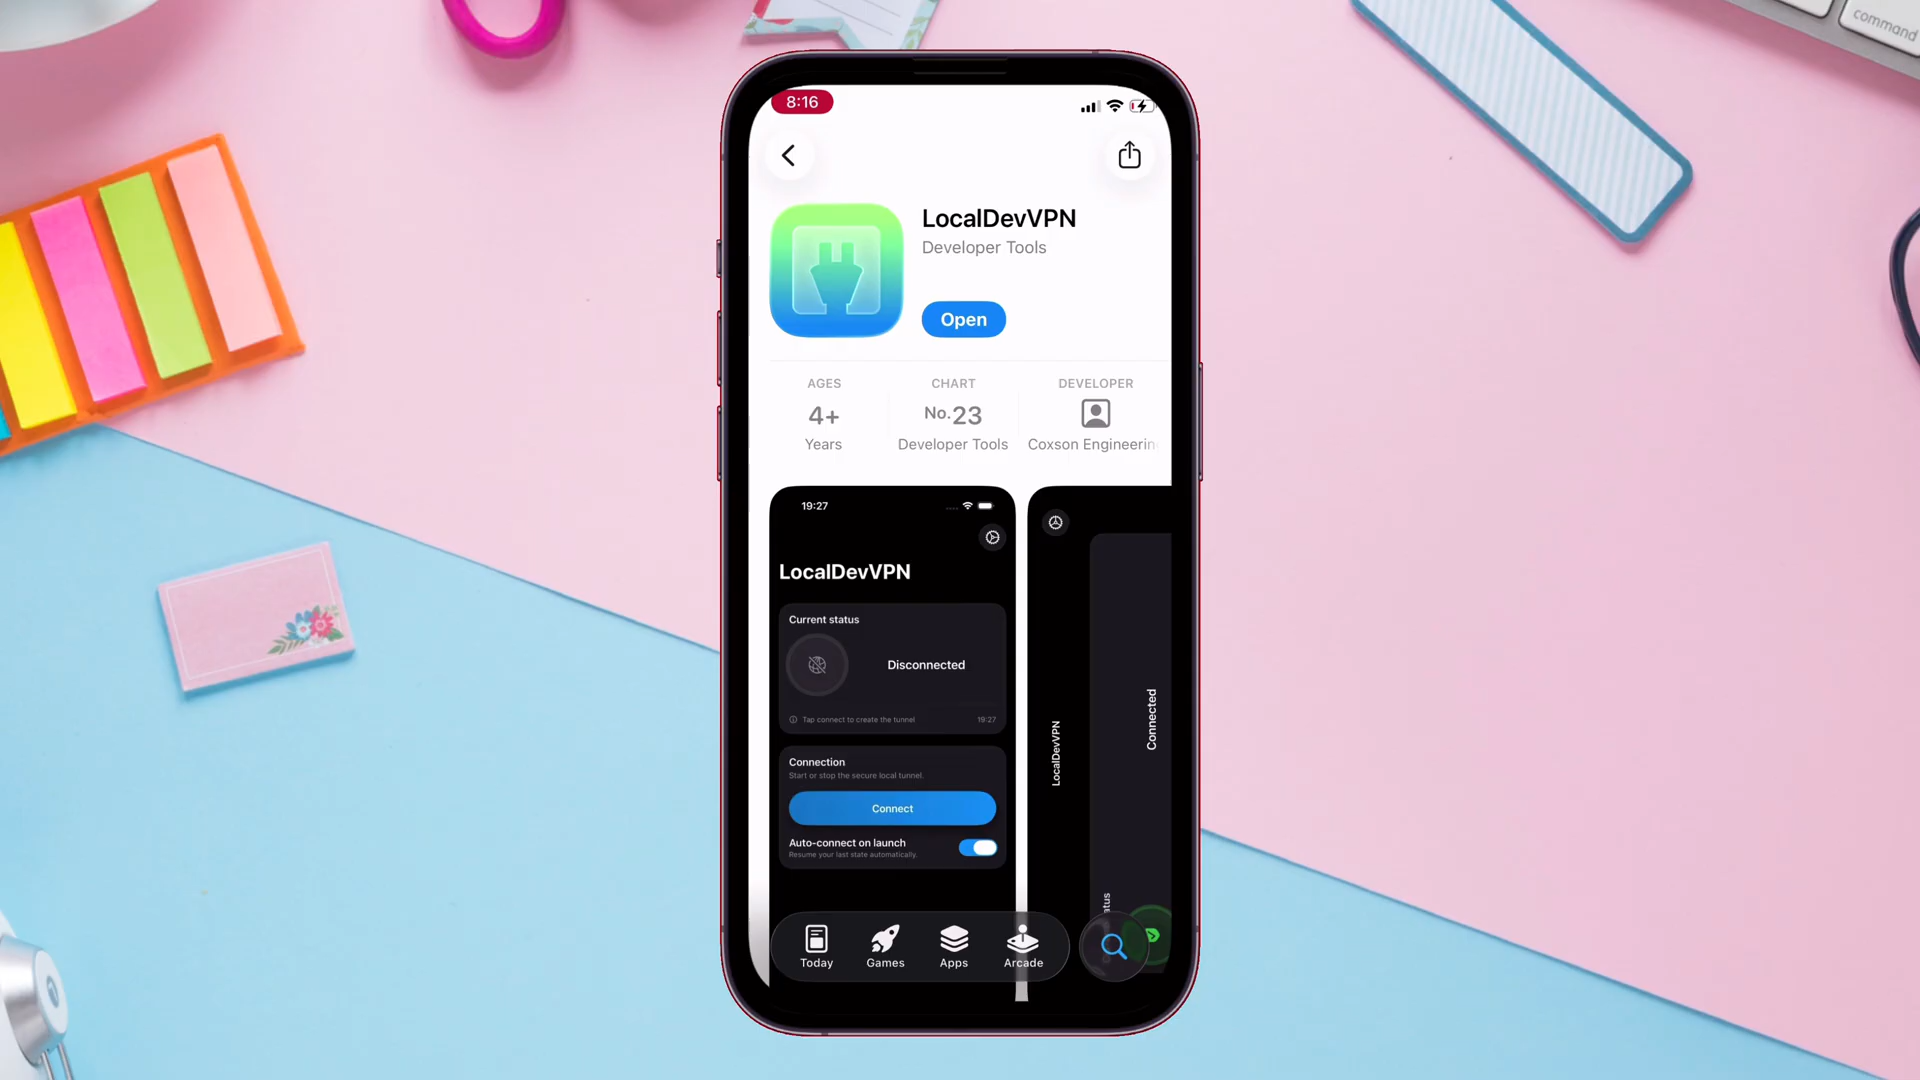 command
8:16
LocalDevVPN
Developer Tools
Open
AGES
4+
Years
CHART
No.23
Developer Tools
DEVELOPER
Coxson Engineerin
19:27
LocalDevVPN
Current status
Disconnected
Tap connect to create the tunnel
19:27
Connection
Start or stop the secure local tunnel.
Connect
Auto-connect on launch
Resume your last state automatically.
LocalDevVPN
Connected
atus
Today
Games
Apps
Arcade